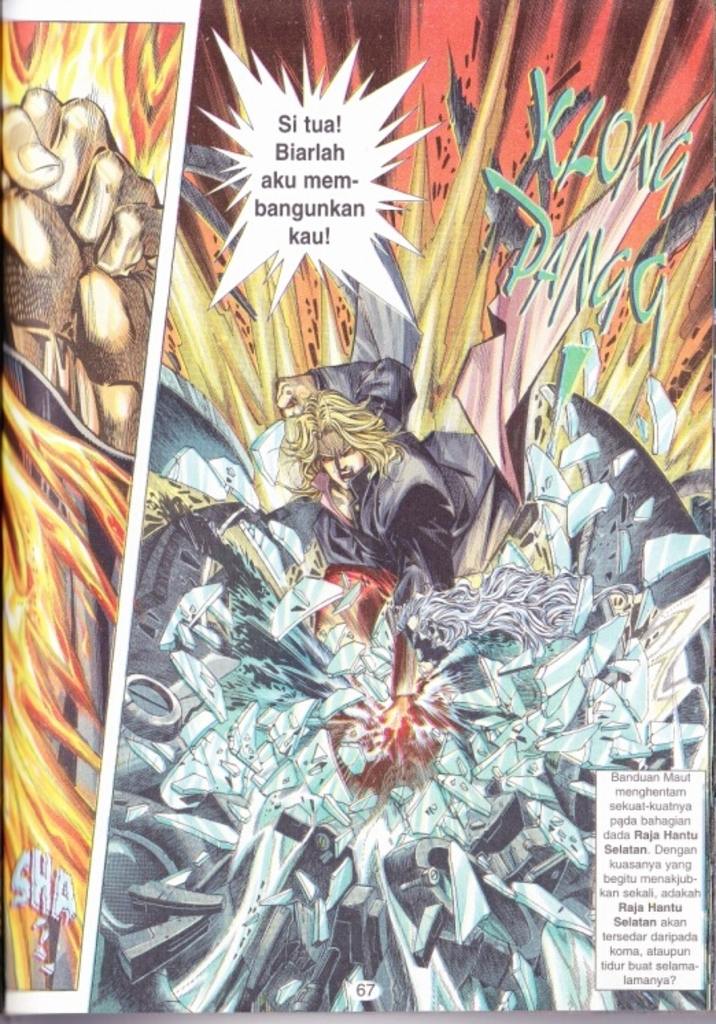 Si tua!
Biarlah
aku mem-
bangunkan
kau!
KLONG
PANGG
SHA
Banduan Maut
menghentam
sekuat-kuatnya
pada bahagian
dada Raja Hantu
Selatan. Dengan
kuasanya yang
begitu menakjub-
kan sekali, adakah
Raja Hantu
Selatan akan
tersedar daripada
koma, ataupun
tidur buat selama-
lamanya?
67